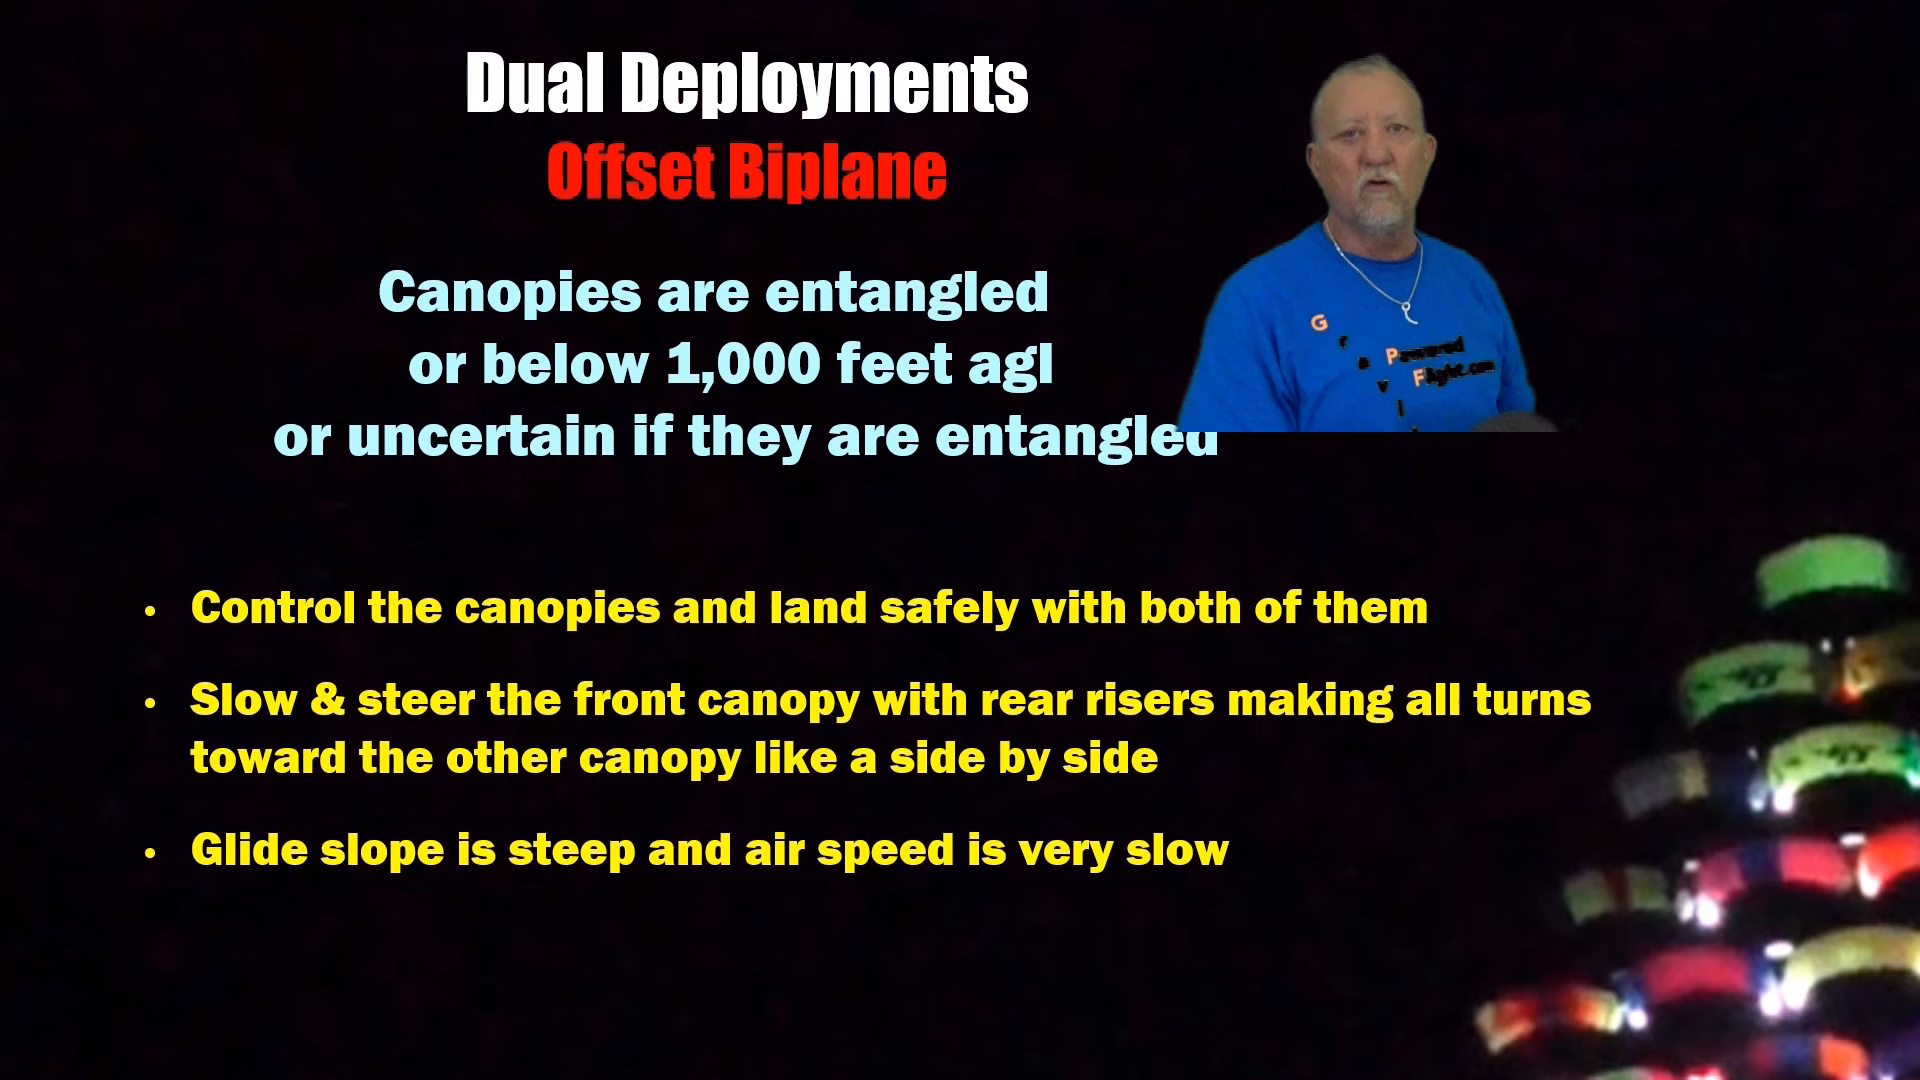 Dual Deployments
Offset Biplane
Canopies are entangled
or below 1,000 feet agl
or uncertain if they are entangled
G r a v i
Powered
Flight.com
• Control the canopies and land safely with both of them
• Slow & steer the front canopy with rear risers making all turns
toward the other canopy like a side by side
• Glide slope is steep and air speed is very slow